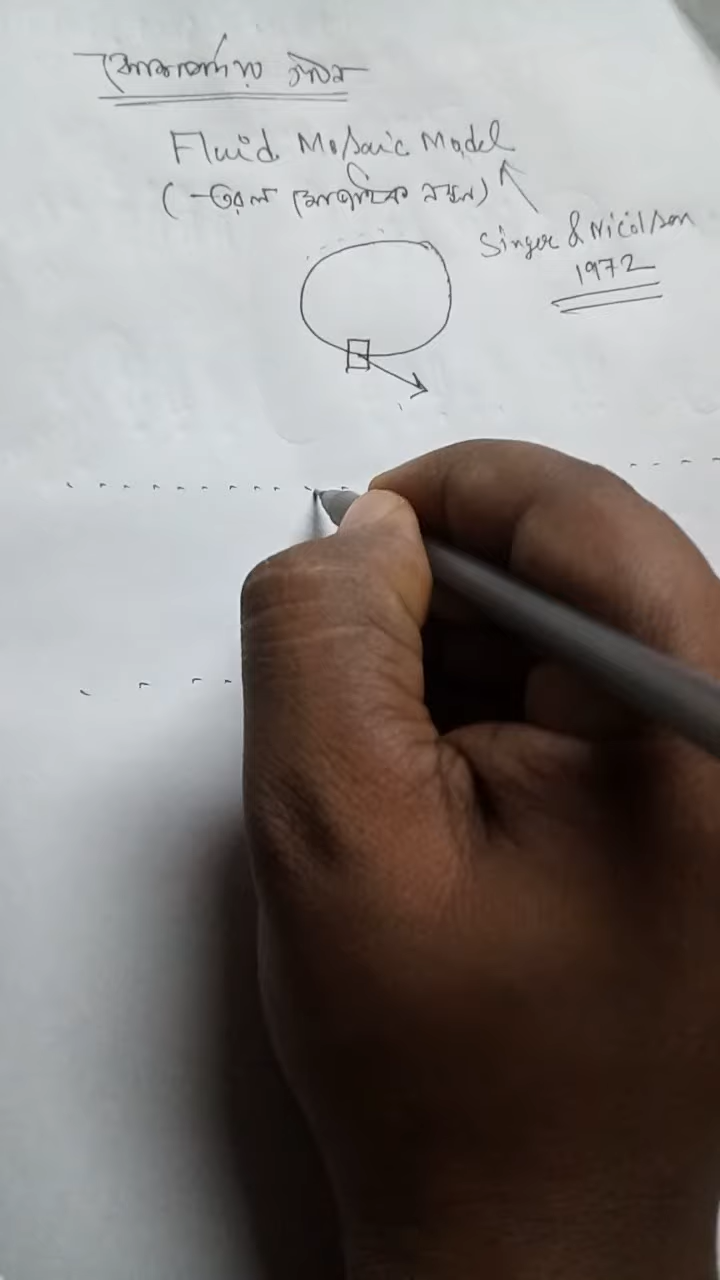 কোষপর্দার গঠন
Fluid Mosaic Model
(তরল মোজাইক মডেল)
Singer & Nicolson
1972